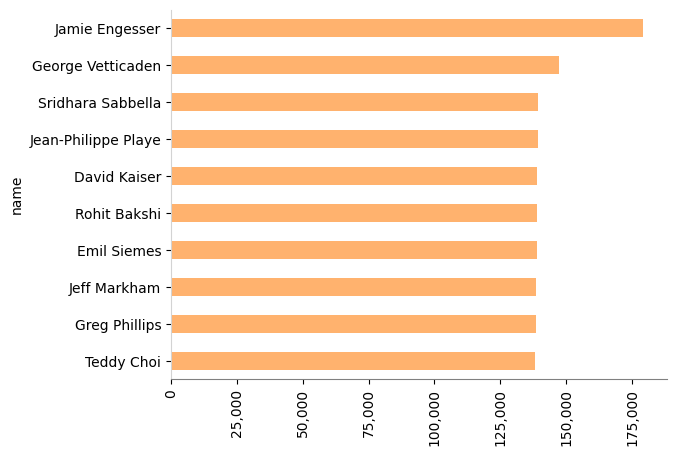 Jamie Engesser
George Vetticaden
Sridhara Sabbella
Jean-Philippe Playe
David Kaiser
Rohit Bakshi
Emil Siemes
Jeff Markham
Greg Phillips
Teddy Choi
name
0
25,000
50,000
75,000
100,000
125,000
150,000
175,000